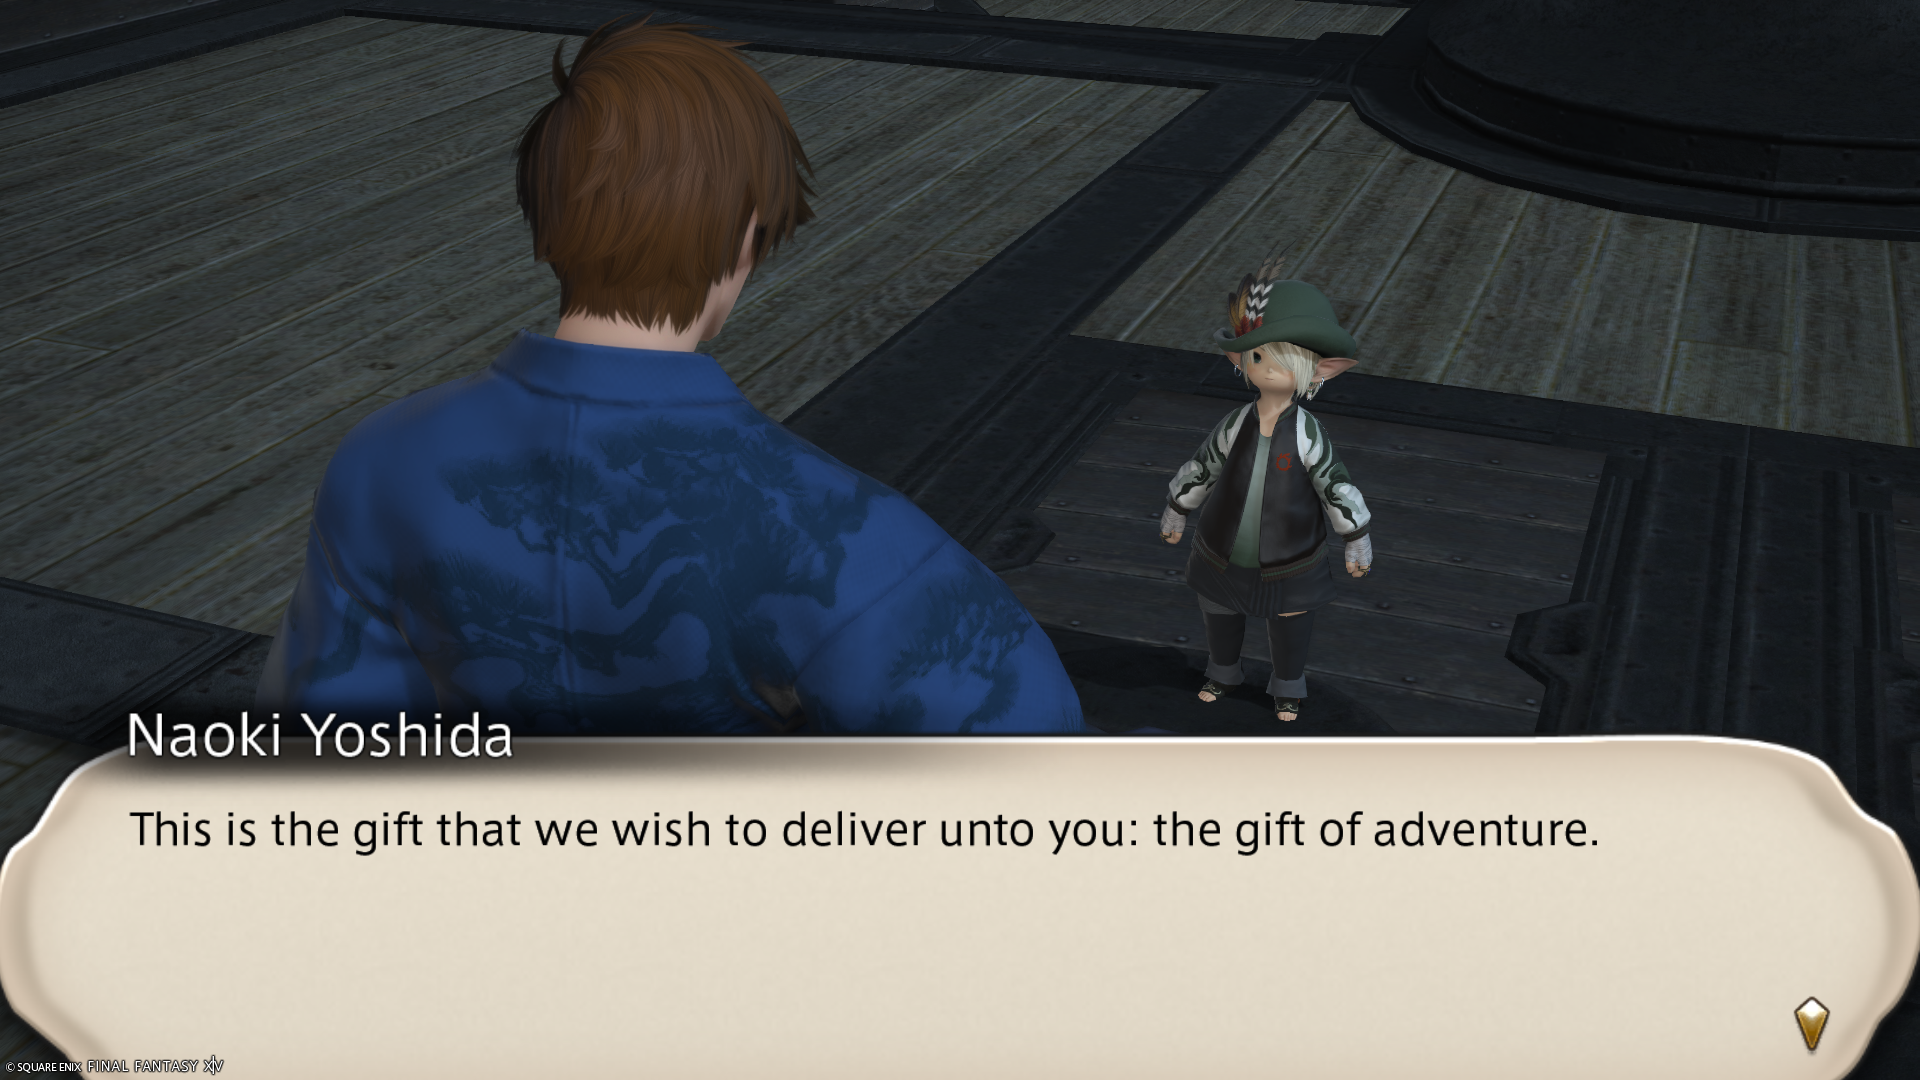 Naoki Yoshida
This is the gift that we wish to deliver unto you: the gift of adventure.
© SQUARE ENIX FINAL FANTASY XIV